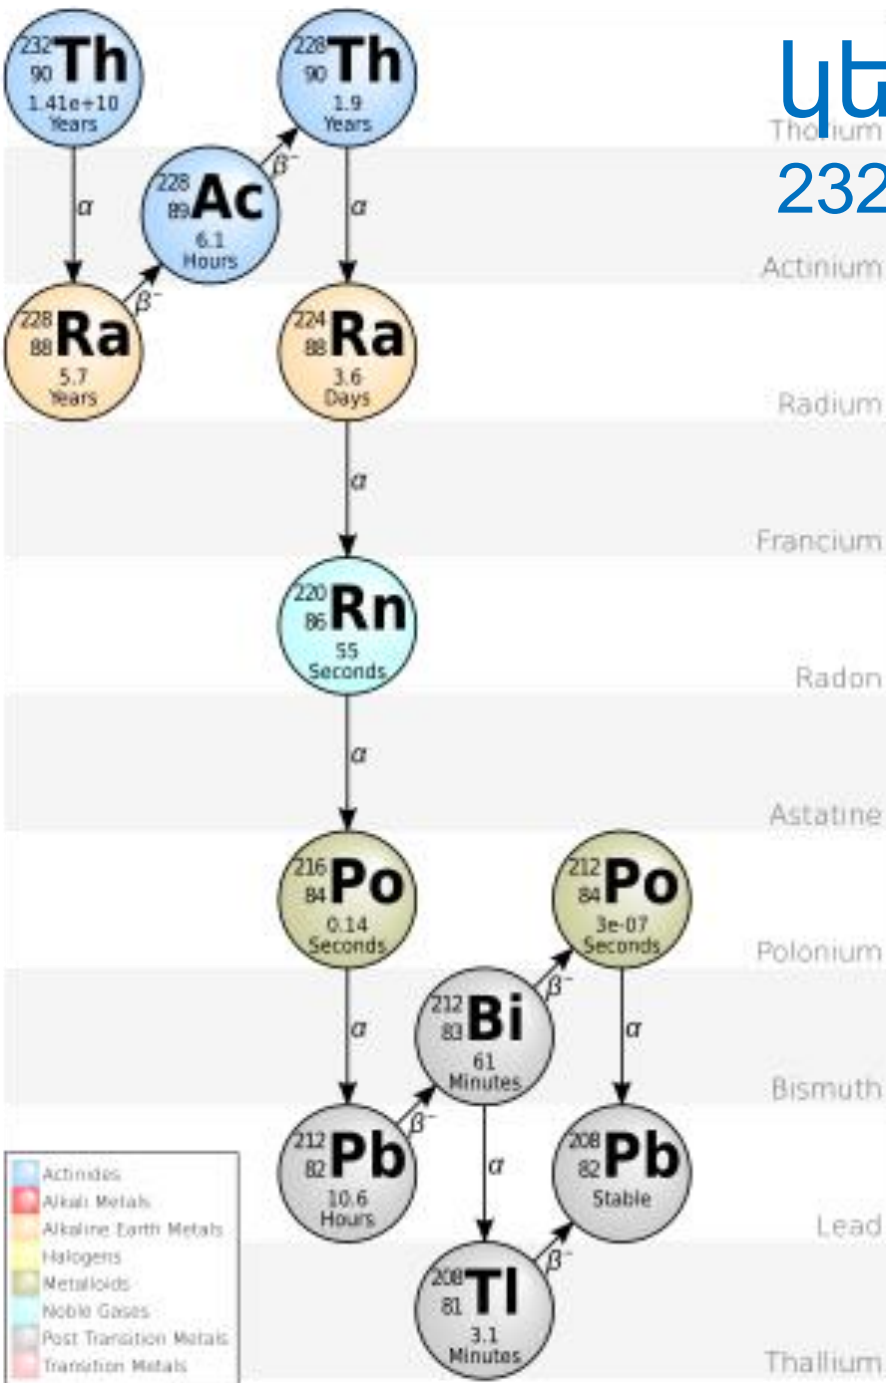 232 Th
90
1.41e+10
Years
228 Th
90
1.9
Years
կե
Thorium
232
α
228 Ac
89
6.1
Hours
β⁻
α
Actinium
β⁻
228 Ra
88
5.7
Years
224 Ra
88
3.6
Days
Radium
α
Francium
220 Rn
86
55
Seconds
Radon
α
Astatine
216 Po
84
0.14
Seconds
212 Po
84
3e-07
Seconds
Polonium
β⁻
α
212 Bi
83
61
Minutes
α
Bismuth
β⁻
212 Pb
82
10.6
Hours
α
208 Pb
82
Stable
Lead
β⁻
208 Tl
81
3.1
Minutes
Thallium
Actinides
Alkali Metals
Alkaline Earth Metals
Halogens
Metalloids
Noble Gases
Post Transition Metals
Transition Metals